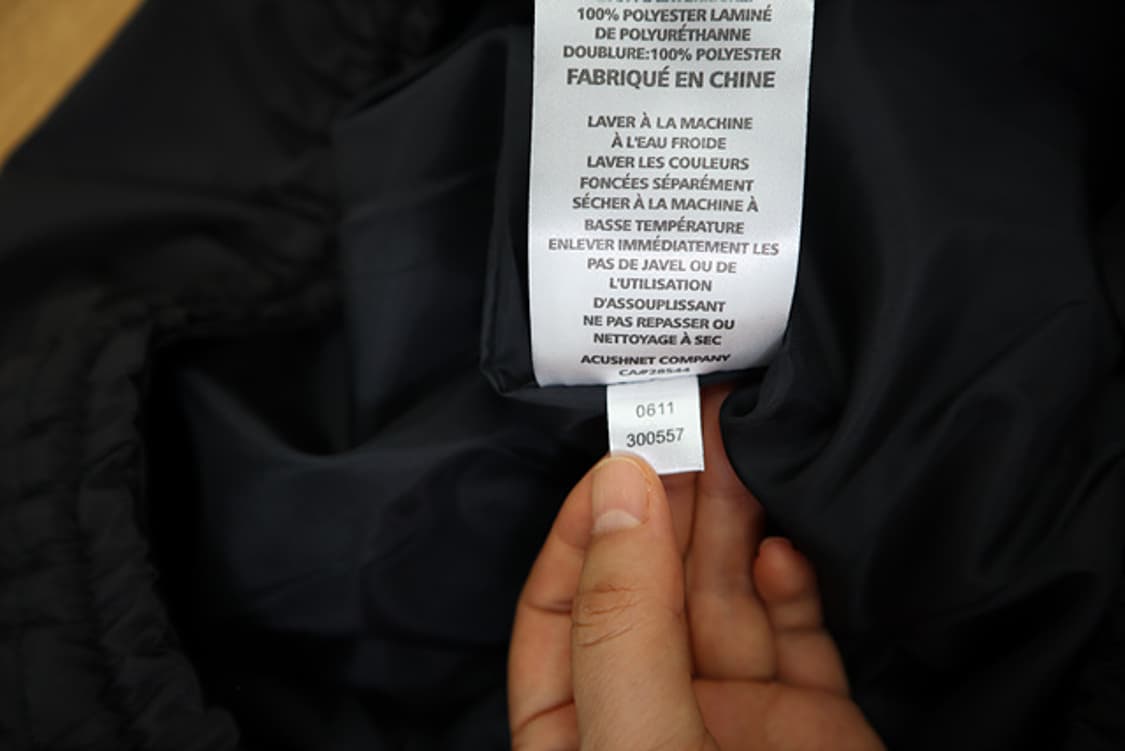 100% POLYESTER LAMINÉ
DE POLYURÉTHANNE
DOUBLURE:100% POLYESTER
FABRIQUÉ EN CHINE
LAVER À LA MACHINE
À L'EAU FROIDE
LAVER LES COULEURS
FONCÉES SÉPARÉMENT
SÉCHER À LA MACHINE À
BASSE TEMPÉRATURE
ENLEVER IMMÉDIATEMENT LES
PAS DE JAVEL OU DE
L'UTILISATION
D'ASSOUPLISSANT
NE PAS REPASSER OU
NETTOYAGE À SEC
ACUSHNET COMPANY
CA#28544
0611
300557